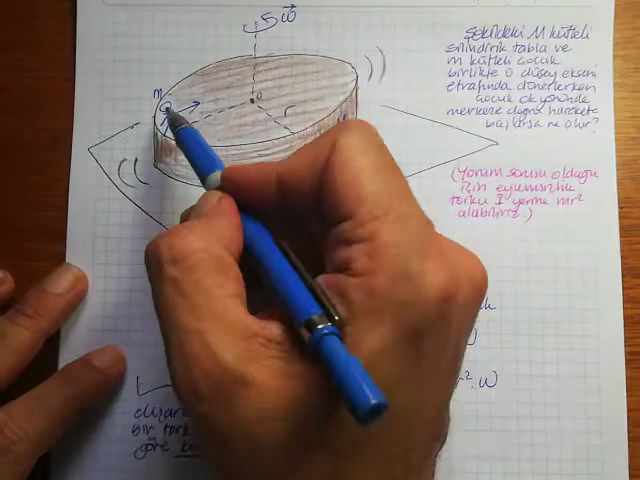 ω
m
o
r
Şekildeki M kütleli
silindirik tabla ve
m kütleli çocuk
birlikte O düşey ekseni
etrafında dönerlerken
çocuk ok yönünde
merkeze doğru harekete
başlarsa ne olur?
(Yorum sorusu olduğu
için eylemsizlik
torku I yerine mr²
alabiliriz.)
r².ω
dışarı
bir tork
göre